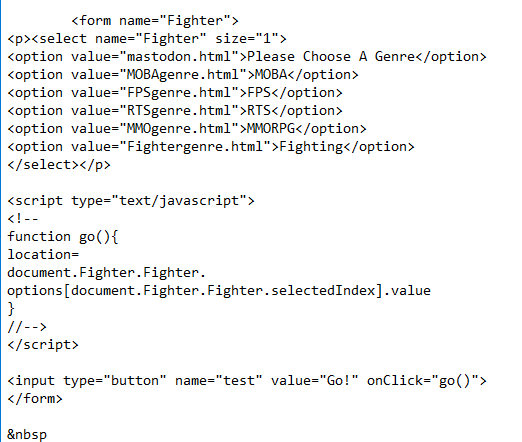 <form name="Fighter">
<p><select name="Fighter" size="1">
<option value="mastodon.html">Please Choose A Genre</option>
<option value="MOBAgenre.html">MOBA</option>
<option value="FPSgenre.html">FPS</option>
<option value="RTSgenre.html">RTS</option>
<option value="MMOgenre.html">MMORPG</option>
<option value="Fightergenre.html">Fighting</option>
</select></p>
<script type="text/javascript">
<!--
function go(){
location=
document.Fighter.Fighter.
options[document.Fighter.Fighter.selectedIndex].value
}
//-->
</script>
<input type="button" name="test" value="Go!" onClick="go()">
</form>
&nbsp